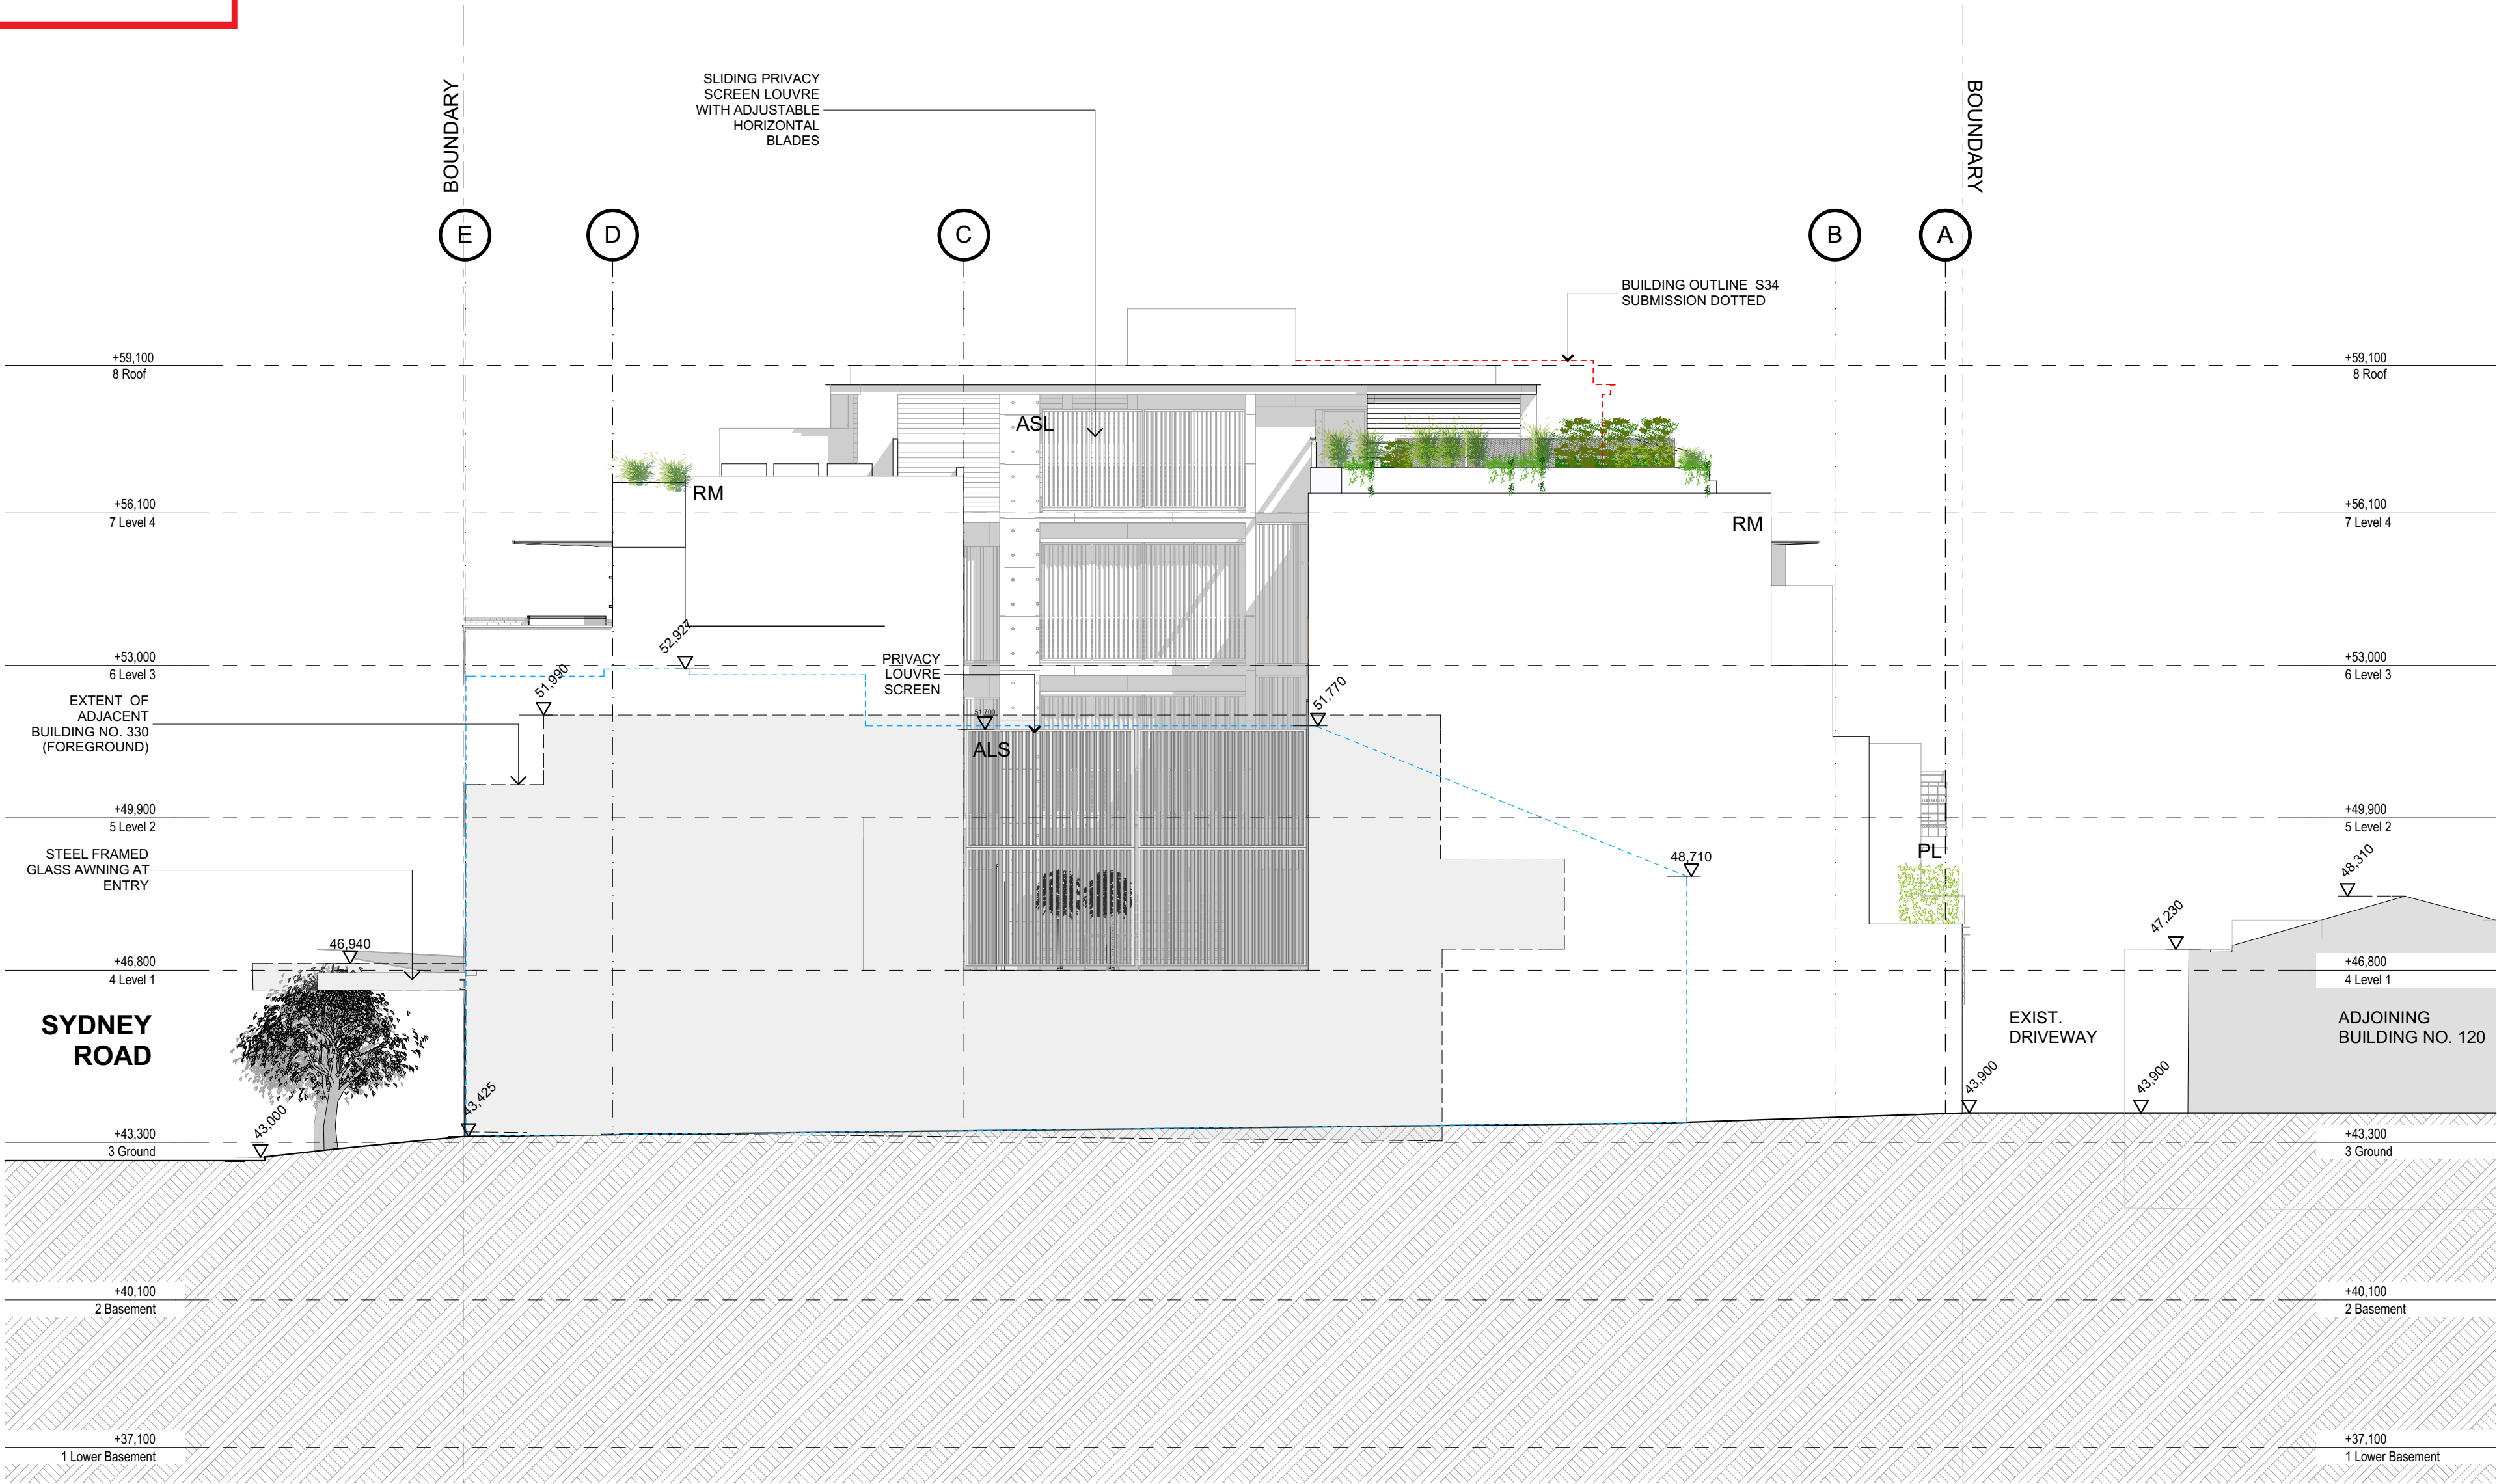 BOUNDARY
BOUNDARY
SLIDING PRIVACY
SCREEN LOUVRE
WITH ADJUSTABLE
HORIZONTAL
BLADES
E
D
C
B
A
BUILDING OUTLINE S34
SUBMISSION DOTTED
+59,100
8 Roof
+59,100
8 Roof
ASL
RM
+56,100
7 Level 4
RM
+56,100
7 Level 4
52,927
+53,000
6 Level 3
PRIVACY
LOUVRE
SCREEN
+53,000
6 Level 3
51,990
51,770
51,700
EXTENT OF
ADJACENT
BUILDING NO. 330
(FOREGROUND)
ALS
+49,900
5 Level 2
+49,900
5 Level 2
STEEL FRAMED
GLASS AWNING AT
ENTRY
48,710
PL
48,310
46,940
47,230
+46,800
4 Level 1
+46,800
4 Level 1
SYDNEY
ROAD
EXIST.
DRIVEWAY
ADJOINING
BUILDING NO. 120
43,000
43,425
43,900
43,900
+43,300
3 Ground
+43,300
3 Ground
+40,100
2 Basement
+40,100
2 Basement
+37,100
1 Lower Basement
+37,100
1 Lower Basement